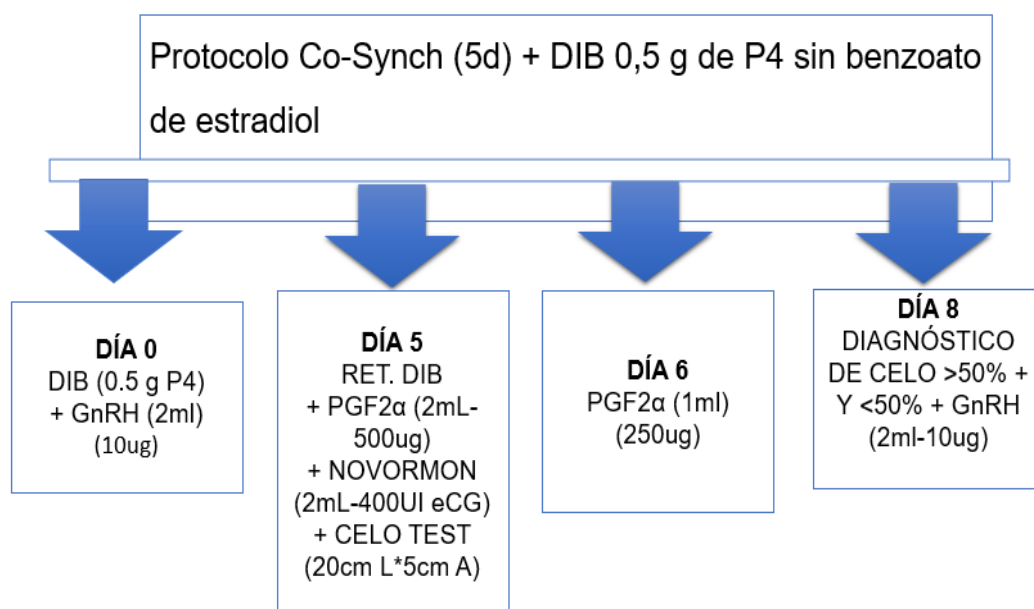 Protocolo Co-Synch (5d) + DIB 0,5 g de P4 sin benzoato
de estradiol
DÍA 0
DIB (0.5 g P4)
+ GnRH (2ml)
(10ug)
DÍA 5
RET. DIB
+ PGF2α (2mL-
500ug)
+ NOVORMON
(2mL-400UI eCG)
+ CELO TEST
(20cm L*5cm A)
DÍA 6
PGF2α (1ml)
(250ug)
DÍA 8
DIAGNÓSTICO
DE CELO >50% +
Y <50% + GnRH
(2ml-10ug)